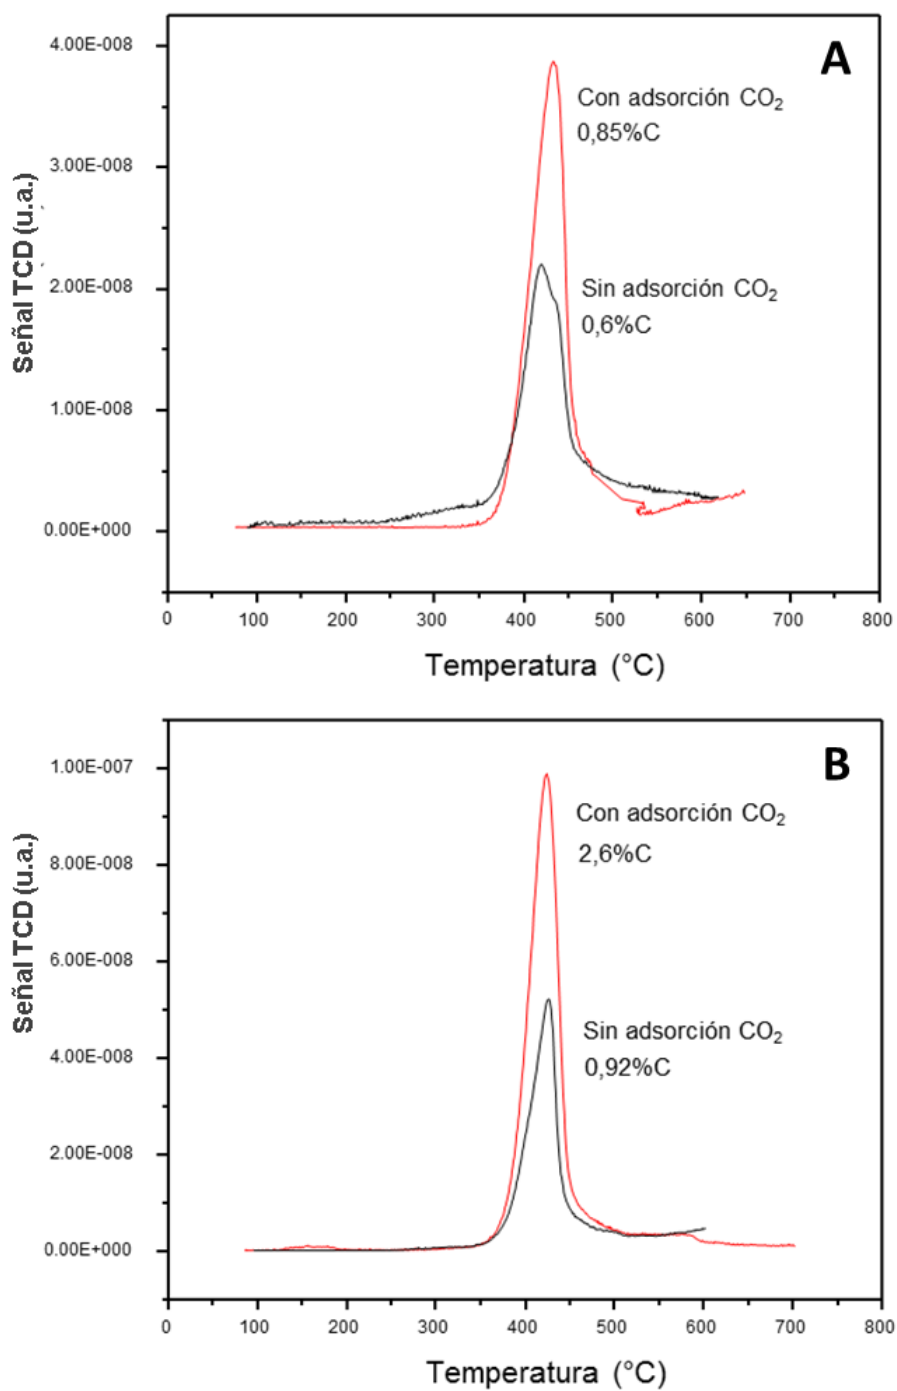 A
4.00E-008
Con adsorción CO₂
0,85%C
3.00E-008
Señal TCD (u.a.)
Sin adsorción CO₂
2.00E-008
0,6%C
1.00E-008
0.00E+000
0 100 200 300 400 500 600 700 800
Temperatura (°C)
B
1.00E-007
Con adsorción CO₂
2,6%C
8.00E-008
Señal TCD (u.a.)
6.00E-008
Sin adsorción CO₂
0,92%C
4.00E-008
2.00E-008
0.00E+000
0 100 200 300 400 500 600 700 800
Temperatura (°C)